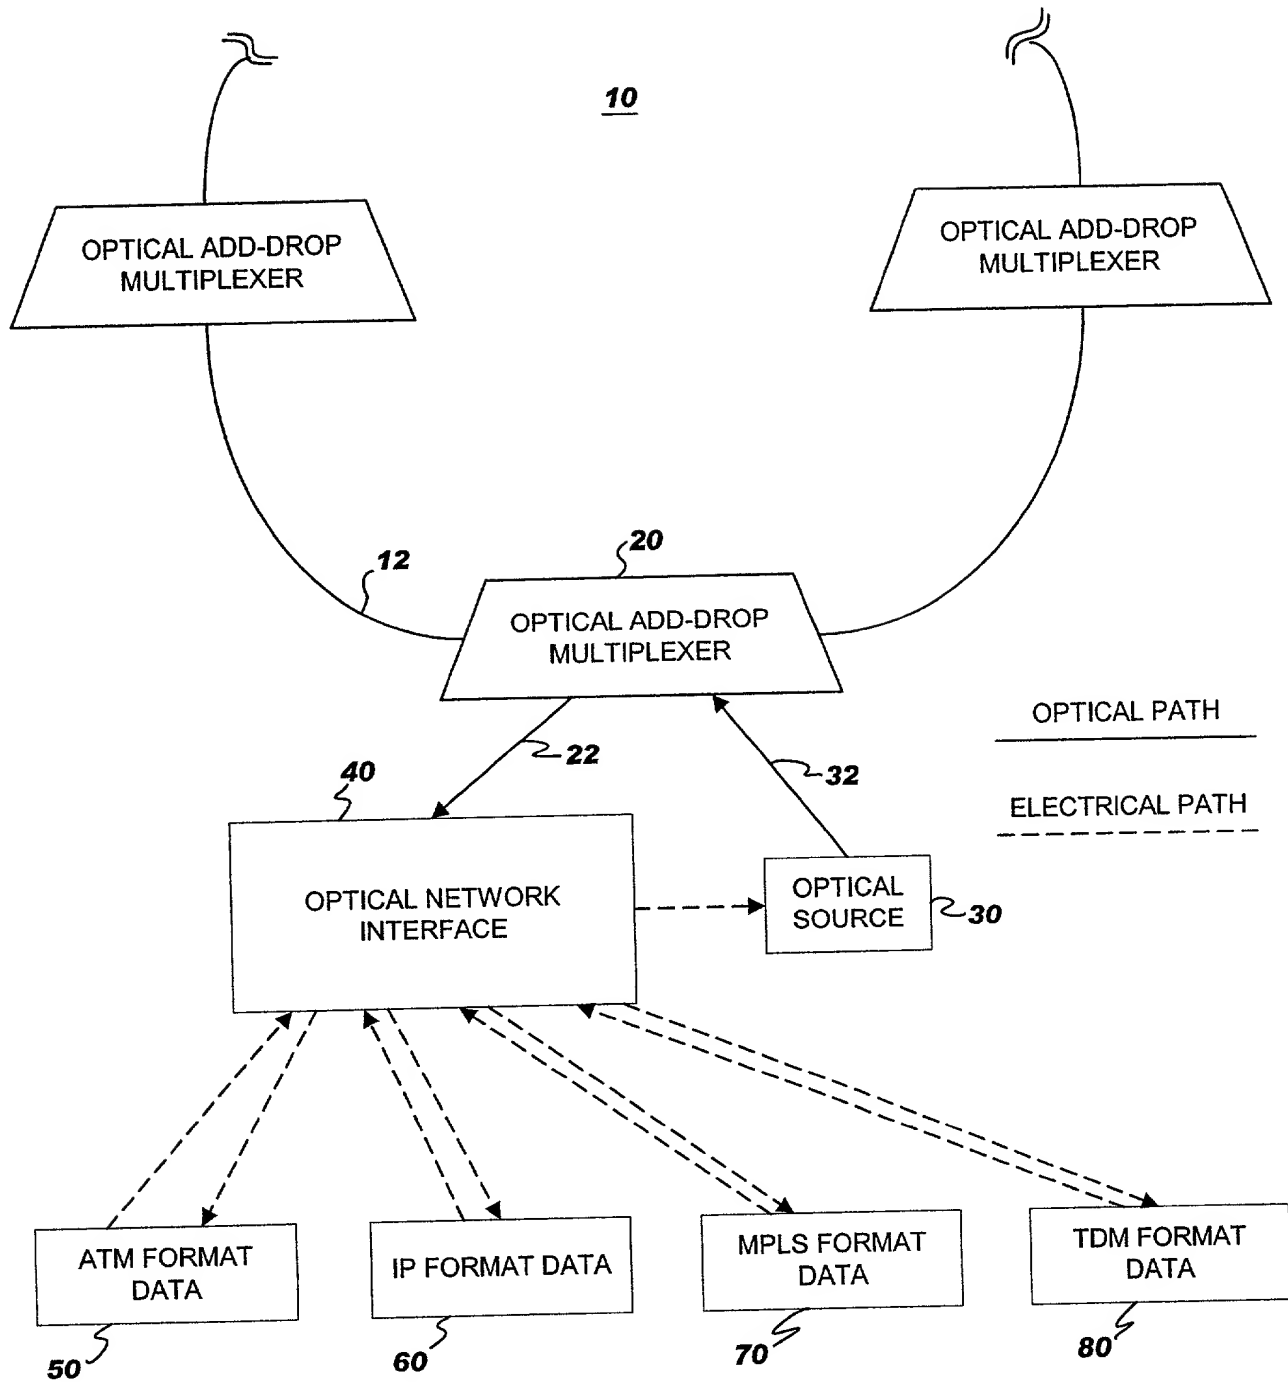 10
OPTICAL ADD-DROP
MULTIPLEXER
OPTICAL ADD-DROP
MULTIPLEXER
12
20
OPTICAL ADD-DROP
MULTIPLEXER
OPTICAL PATH
22
32
40
ELECTRICAL PATH
OPTICAL NETWORK
INTERFACE
OPTICAL
SOURCE
30
ATM FORMAT
DATA
IP FORMAT DATA
MPLS FORMAT
DATA
TDM FORMAT
DATA
50
60
70
80